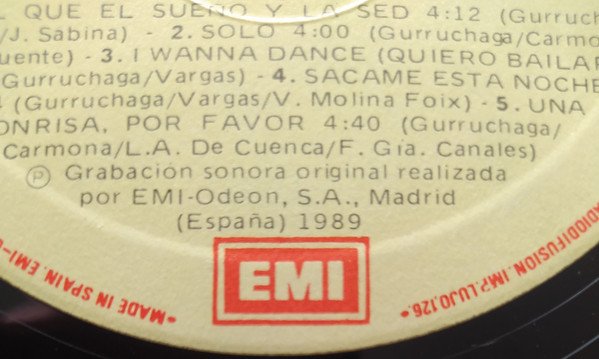 QUE EL SUEÑO Y LA SED 4:12 (Gurruch
/J. Sabina) - 2. SOLO 4:00 (Gurruchaga/Carmo
uente) - 3. I WANNA DANCE (QUIERO BAILAR
Gurruchaga/Vargas) - 4. SACAME ESTA NOCHE
(Gurruchaga/Vargas/V. Molina Foix) - 5. UNA
ONRISA, POR FAVOR 4:40 (Gurruchaga/
Carmona/L.A. De Cuenca/F. Gia. Canales)
Ⓟ Grabación sonora original realizada
por EMI-Odeon, S.A., Madrid
(España) 1989
EMI
ADIODIFUSION. IMP.LUJO,126.•
•MADE IN SPAIN. EMI-